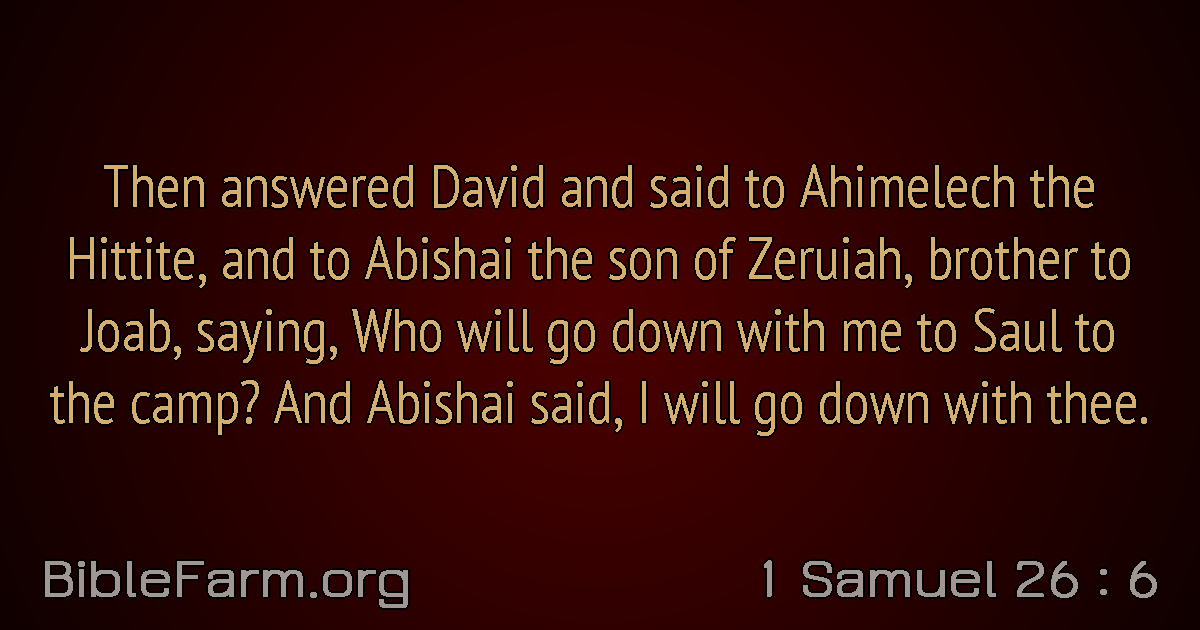 Then answered David and said to Ahimelech the
Hittite, and to Abishai the son of Zeruiah, brother to
Joab, saying, Who will go down with me to Saul to
the camp? And Abishai said, I will go down with thee.
BibleFarm.org
1 Samuel 26 : 6